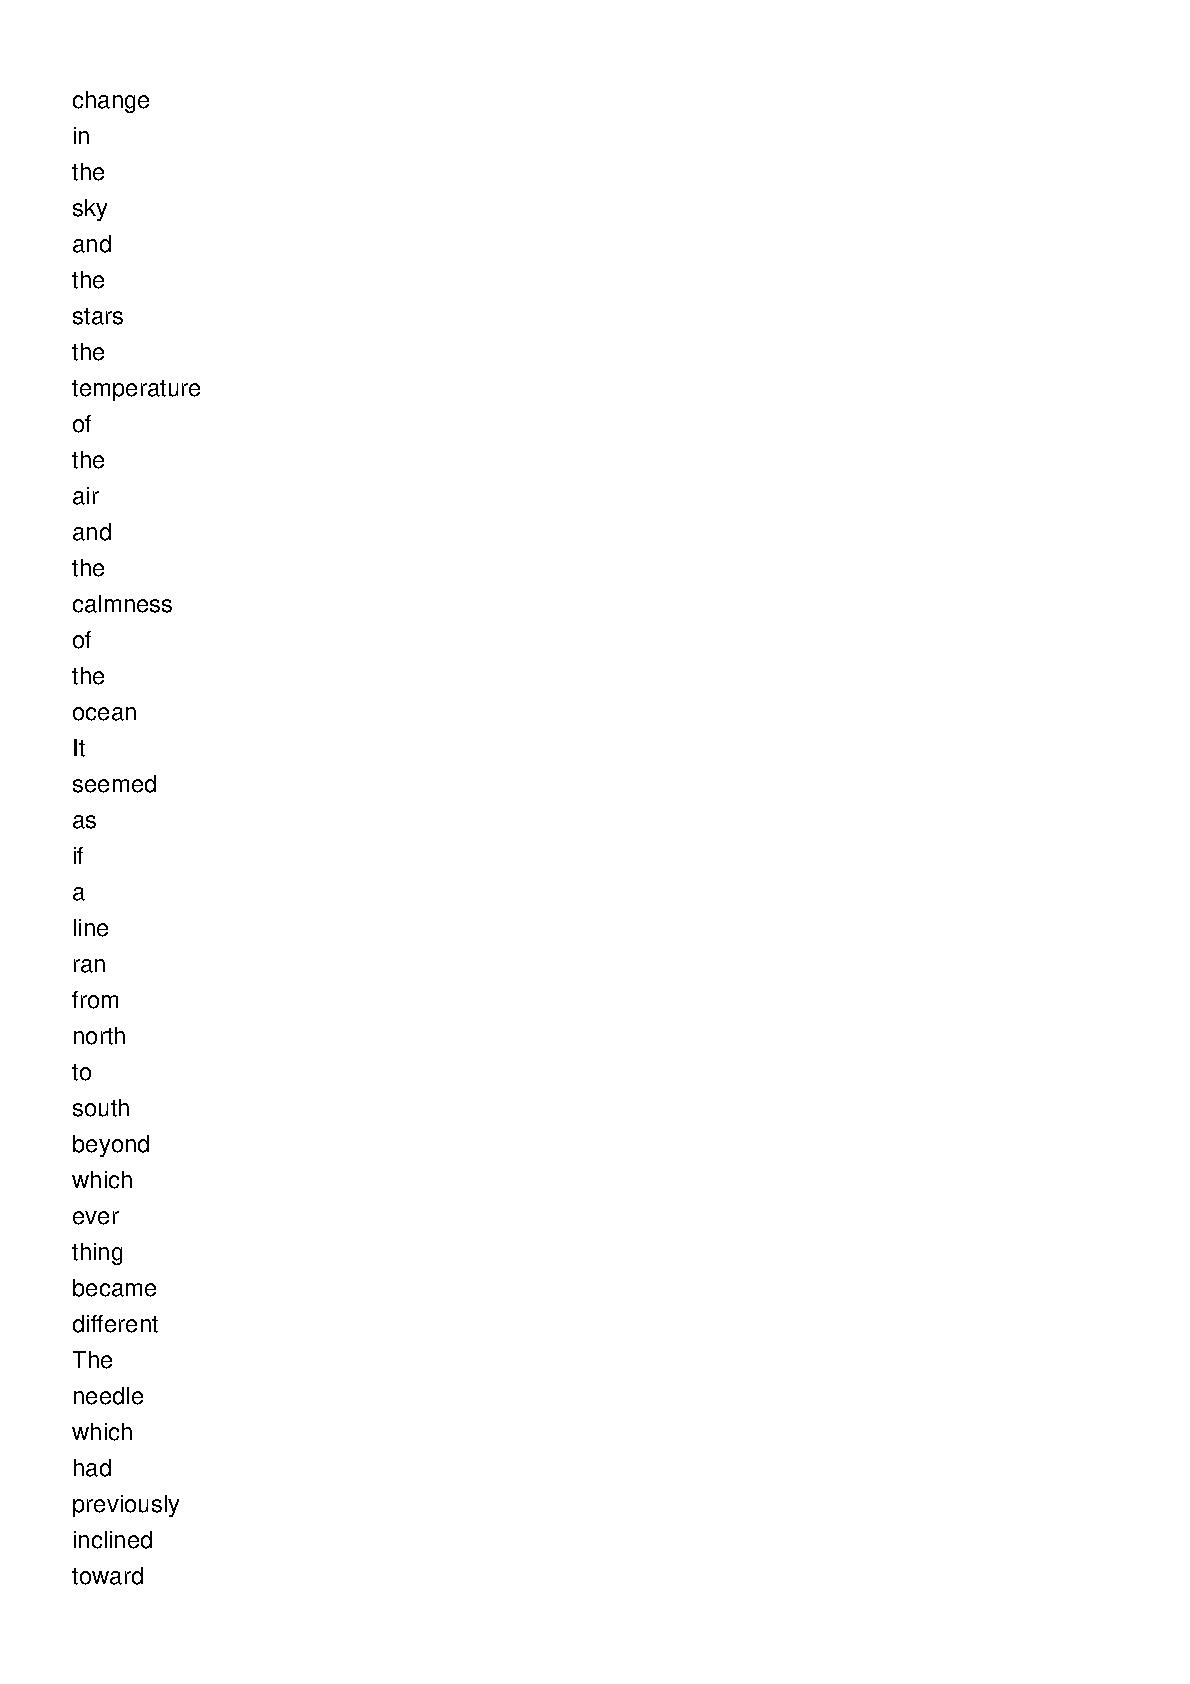 change
in
the
sky
and
the
stars
the
temperature
of
the
air
and
the
calmness
of
the
ocean
It
seemed
as
if
a
line
ran
from
north
to
south
beyond
which
ever
thing
became
different
The
needle
which
had
previously
inclined
toward